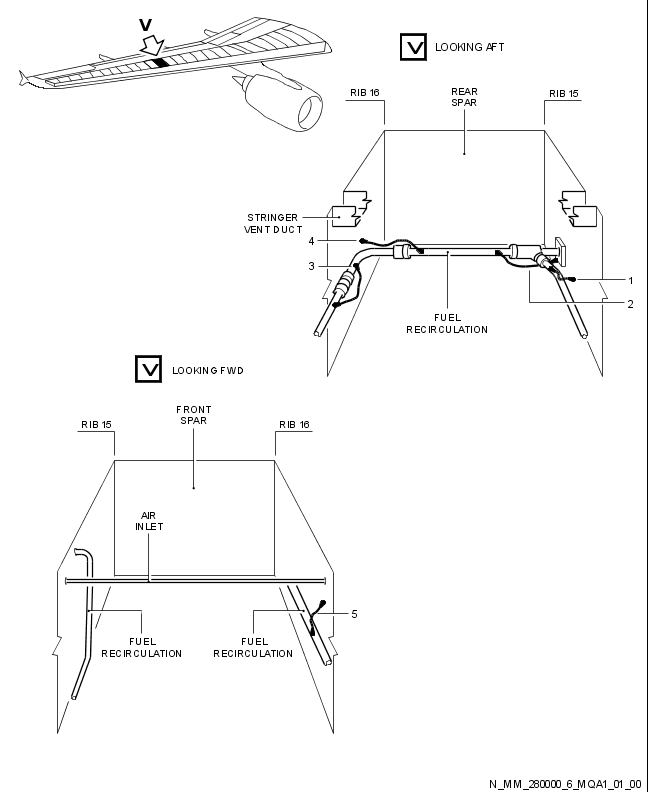 V
V LOOKING AFT
RIB 16
REAR
SPAR
RIB 15
STRINGER
VENT DUCT
4
3
1
2
FUEL
RECIRCULATION
V LOOKING FWD
FRONT
SPAR
RIB 15
RIB 16
AIR
INLET
5
FUEL
RECIRCULATION
FUEL
RECIRCULATION
N_MM_280000_6_MQA1_01_00